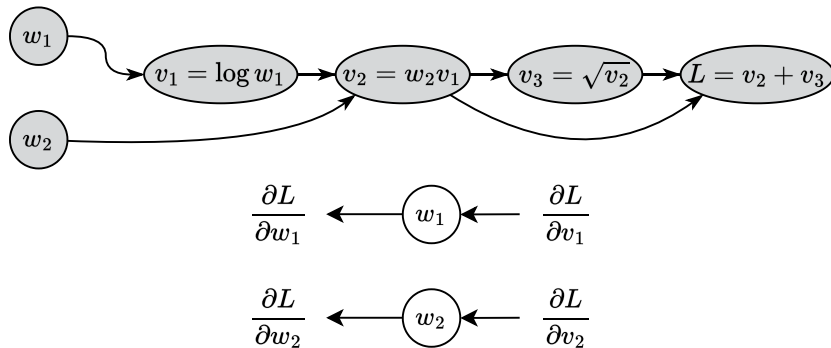 w₁
v₁ = log w₁
v₂ = w₂v₁
v₃ = √v₂
L = v₂ + v₃
w₂
∂L/∂w₁
w₁
∂L/∂v₁
∂L/∂w₂
w₂
∂L/∂v₂